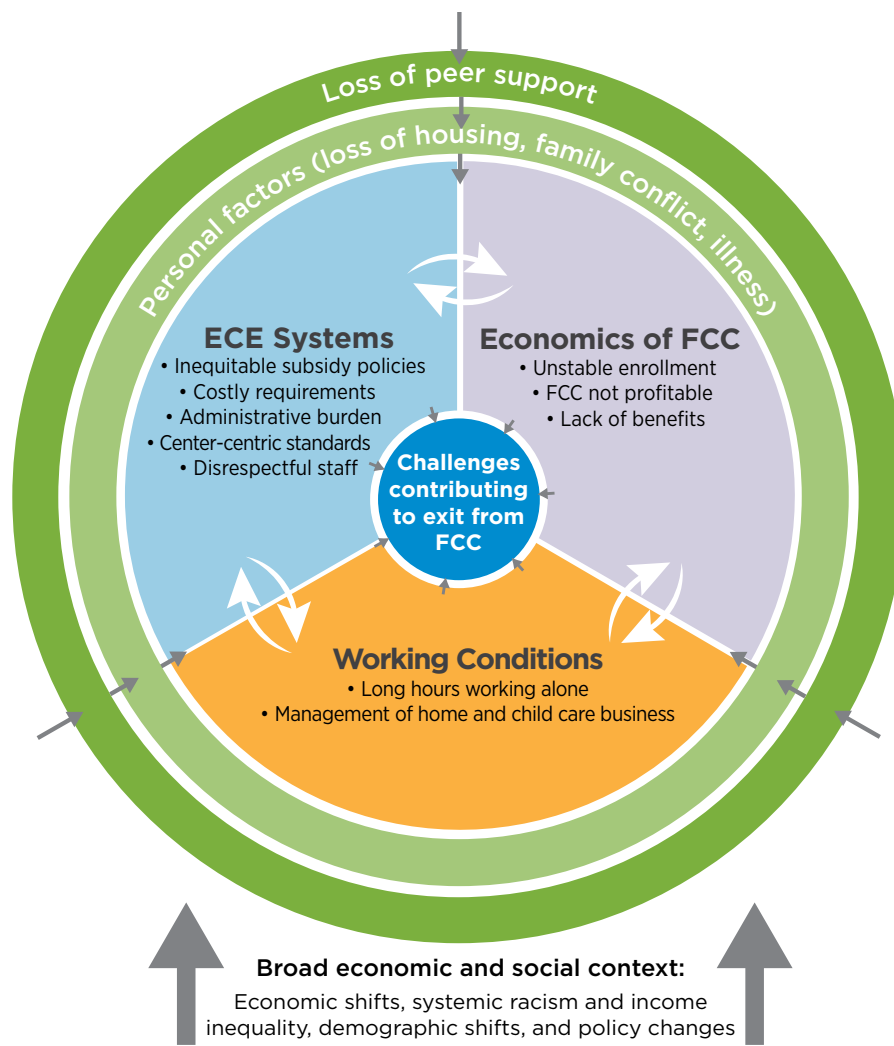 Loss of peer support
Personal factors (loss of housing, family conflict, illness)
ECE Systems
• Inequitable subsidy policies
• Costly requirements
• Administrative burden
• Center-centric standards
• Disrespectful staff
Economics of FCC
• Unstable enrollment
• FCC not profitable
• Lack of benefits
Challenges
contributing
to exit from
FCC
Working Conditions
• Long hours working alone
• Management of home and child care business
Broad economic and social context:
Economic shifts, systemic racism and income
inequality, demographic shifts, and policy changes